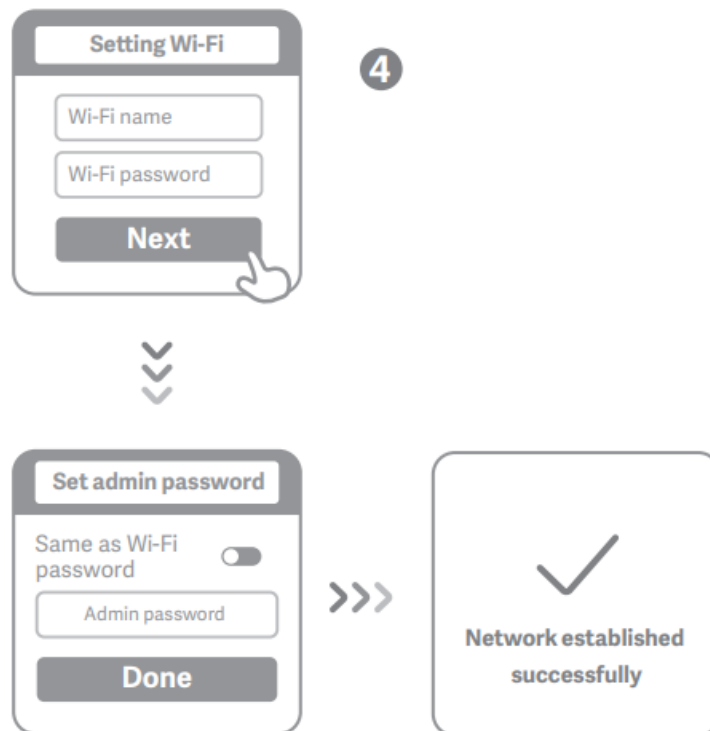 Setting Wi-Fi
4
Wi-Fi name
Wi-Fi password
Next
Set admin password
Same as Wi-Fi
password
Admin password
Done
Network established
successfully